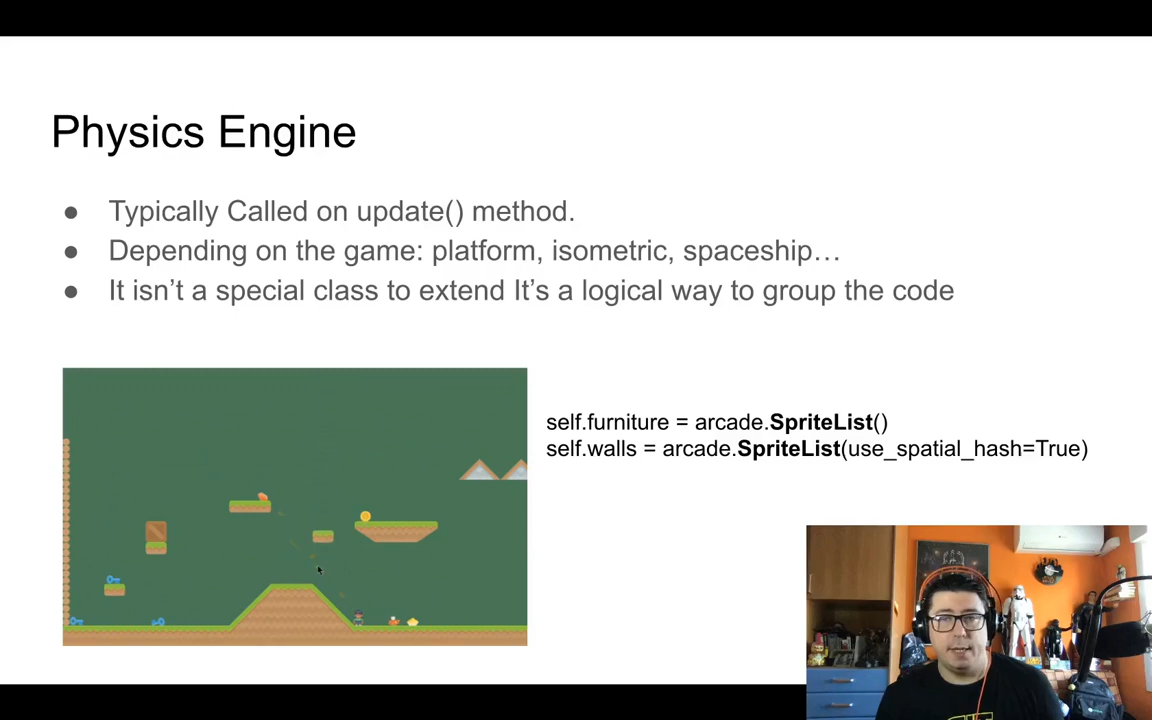 Physics Engine
● Typically Called on update() method.
● Depending on the game: platform, isometric, spaceship…
● It isn’t a special class to extend It’s a logical way to group the code
self.furniture = arcade.SpriteList()
self.walls = arcade.SpriteList(use_spatial_hash=True)